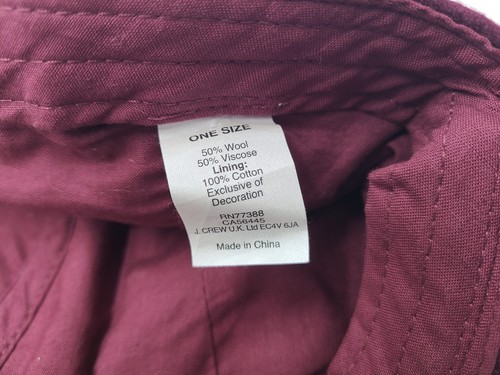 ONE SIZE
50% Wool
50% Viscose
Lining:
100% Cotton
Exclusive of
Decoration
RN77388
CA56445
J. CREW U.K. Ltd EC4V 6JA
Made in China